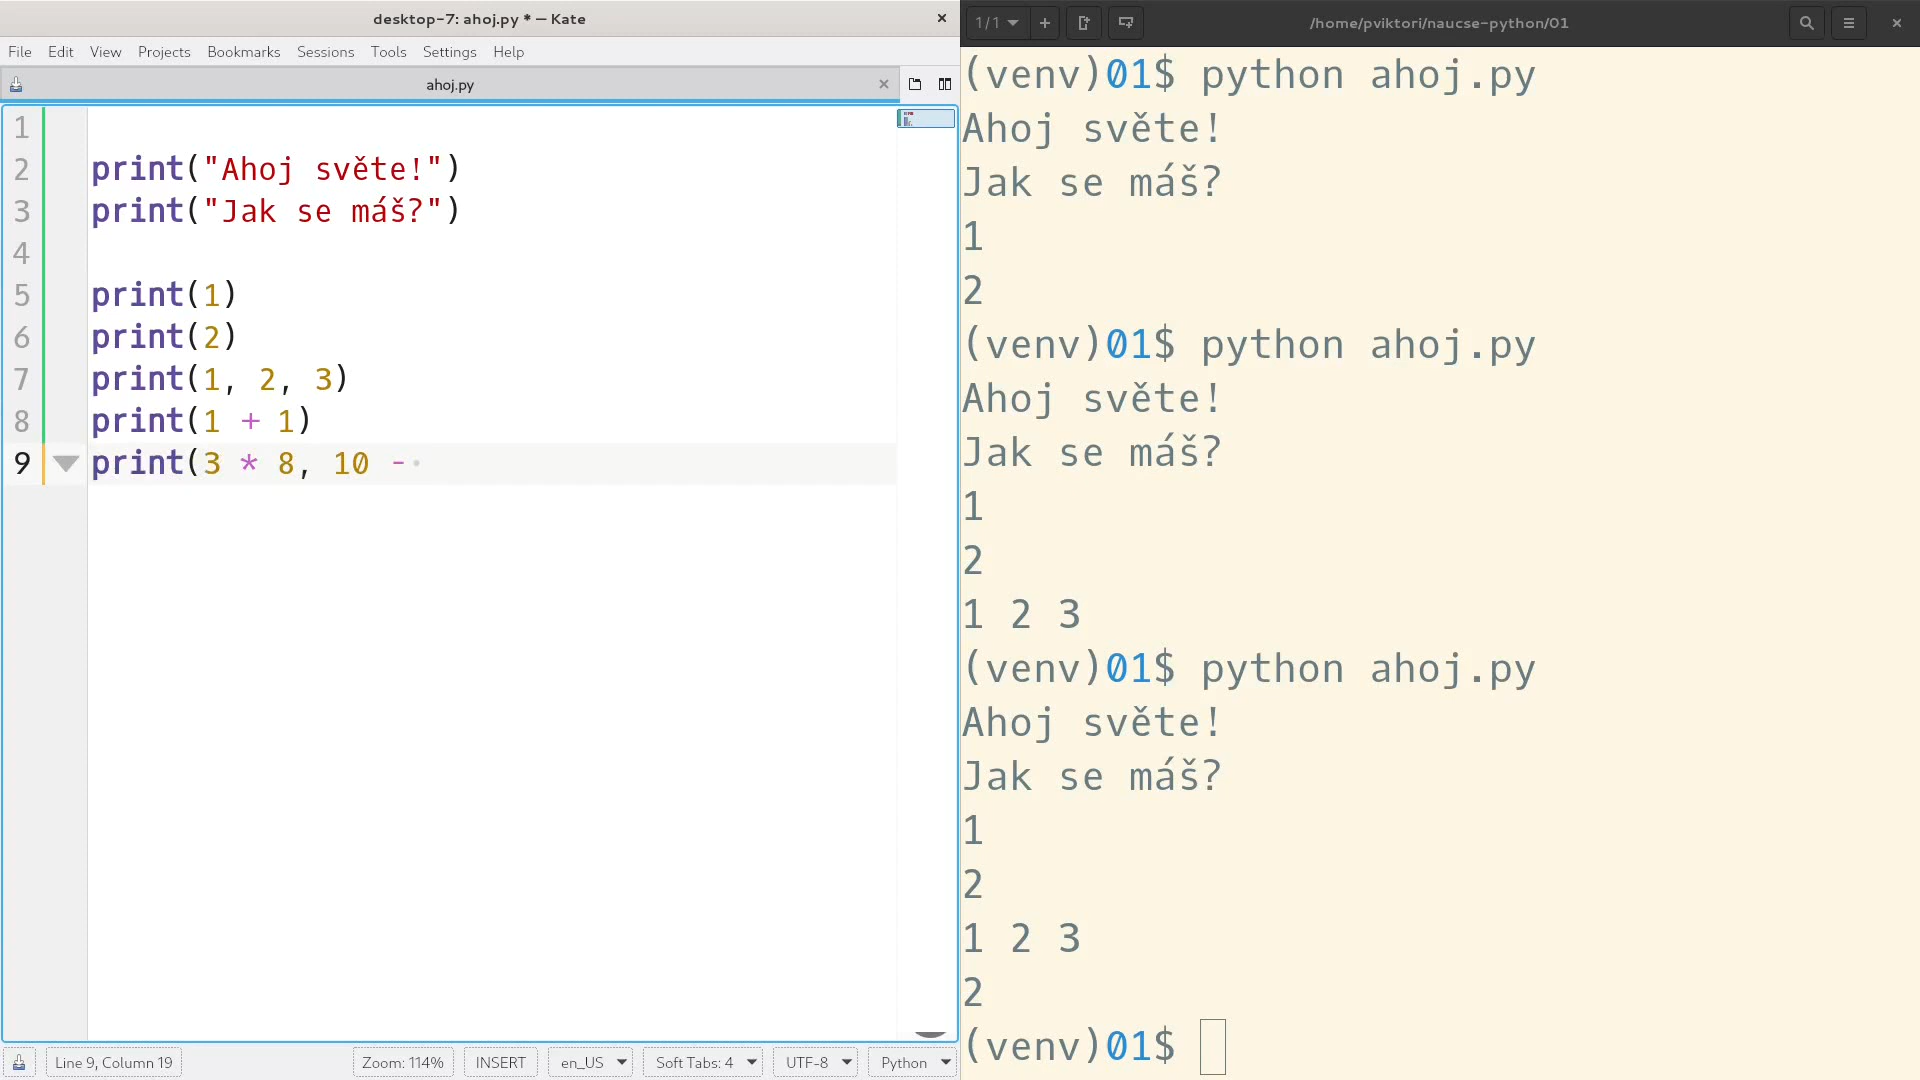 desktop-7: ahoj.py * — Kate
File Edit View Projects Bookmarks Sessions Tools Settings Help
ahoj.py
1
2 print("Ahoj světe!")
3 print("Jak se máš?")
4
5 print(1)
6 print(2)
7 print(1, 2, 3)
8 print(1 + 1)
9 print(3 * 8, 10 -
Line 9, Column 19 Zoom: 114% INSERT en_US Soft Tabs: 4 UTF-8 Python
1/1 /home/pviktori/naucse-python/01
(venv)01$ python ahoj.py
Ahoj světe!
Jak se máš?
1
2
(venv)01$ python ahoj.py
Ahoj světe!
Jak se máš?
1
2
1 2 3
(venv)01$ python ahoj.py
Ahoj světe!
Jak se máš?
1
2
1 2 3
2
(venv)01$